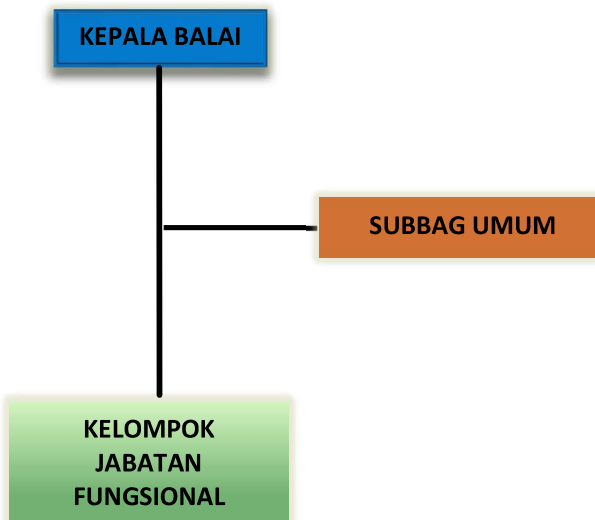 KEPALA BALAI
SUBBAG UMUM
KELOMPOK
JABATAN
FUNGSIONAL